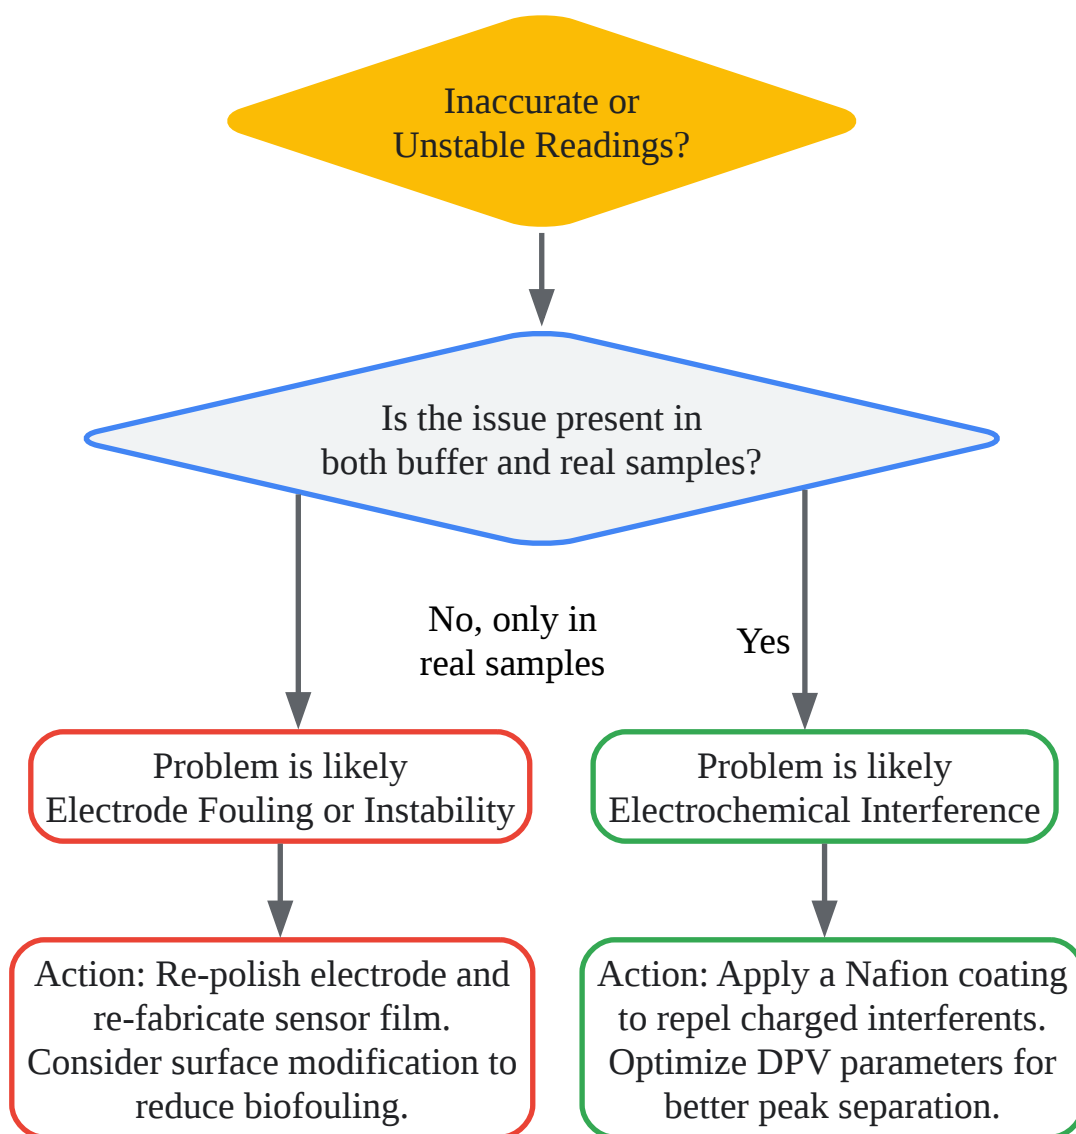 Inaccurate or
Unstable Readings?
Is the issue present in
both buffer and real samples?
No, only in
real samples
Yes
Problem is likely
Electrode Fouling or Instability
Problem is likely
Electrochemical Interference
Action: Re-polish electrode and
re-fabricate sensor film.
Consider surface modification to
reduce biofouling.
Action: Apply a Nafion coating
to repel charged interferents.
Optimize DPV parameters for
better peak separation.